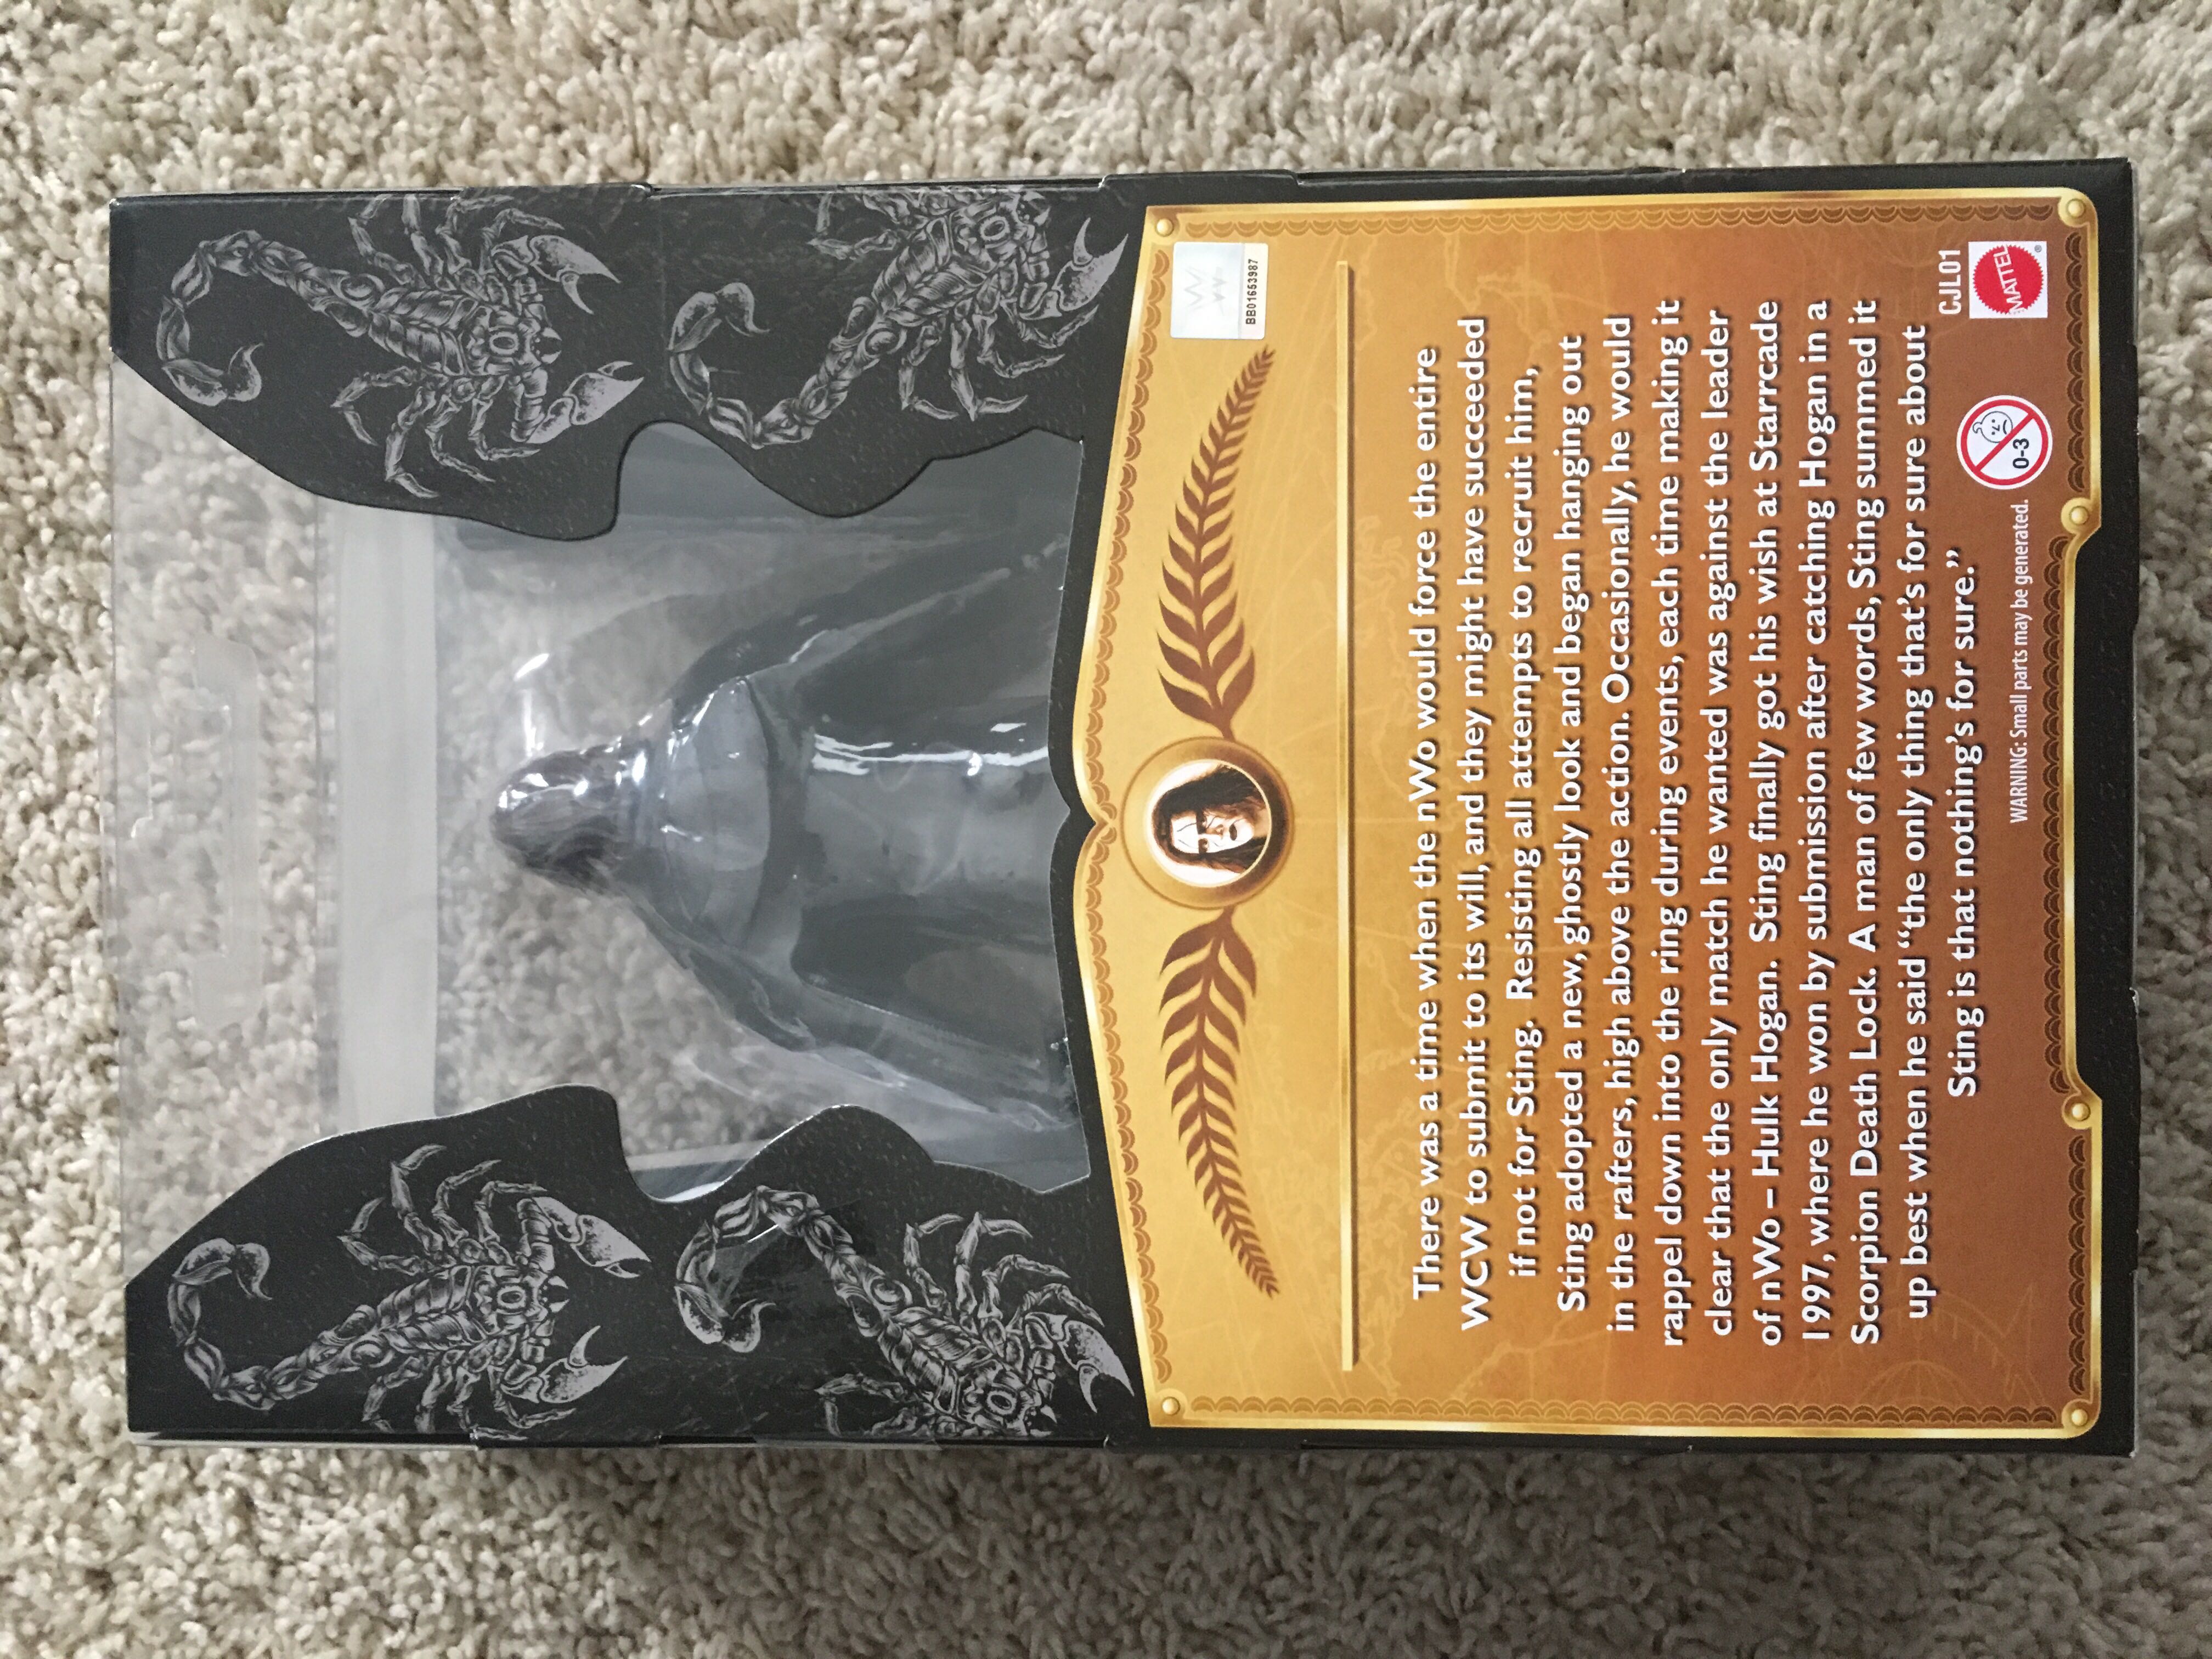 W
BB01653987
There was a time when the nWo would force the entire
WCW to submit to its will, and they might have succeeded
if not for Sting. Resisting all attempts to recruit him,
Sting adopted a new, ghostly look and began hanging out
in the rafters, high above the action. Occasionally, he would
rappel down into the ring during events, each time making it
clear that the only match he wanted was against the leader
of nWo – Hulk Hogan. Sting finally got his wish at Starrcade
1997, where he won by submission after catching Hogan in a
Scorpion Death Lock. A man of few words, Sting summed it
up best when he said “the only thing that’s for sure about
Sting is that nothing’s for sure.”
CJL01
WARNING: Small parts may be generated.
0-3
MATTEL®